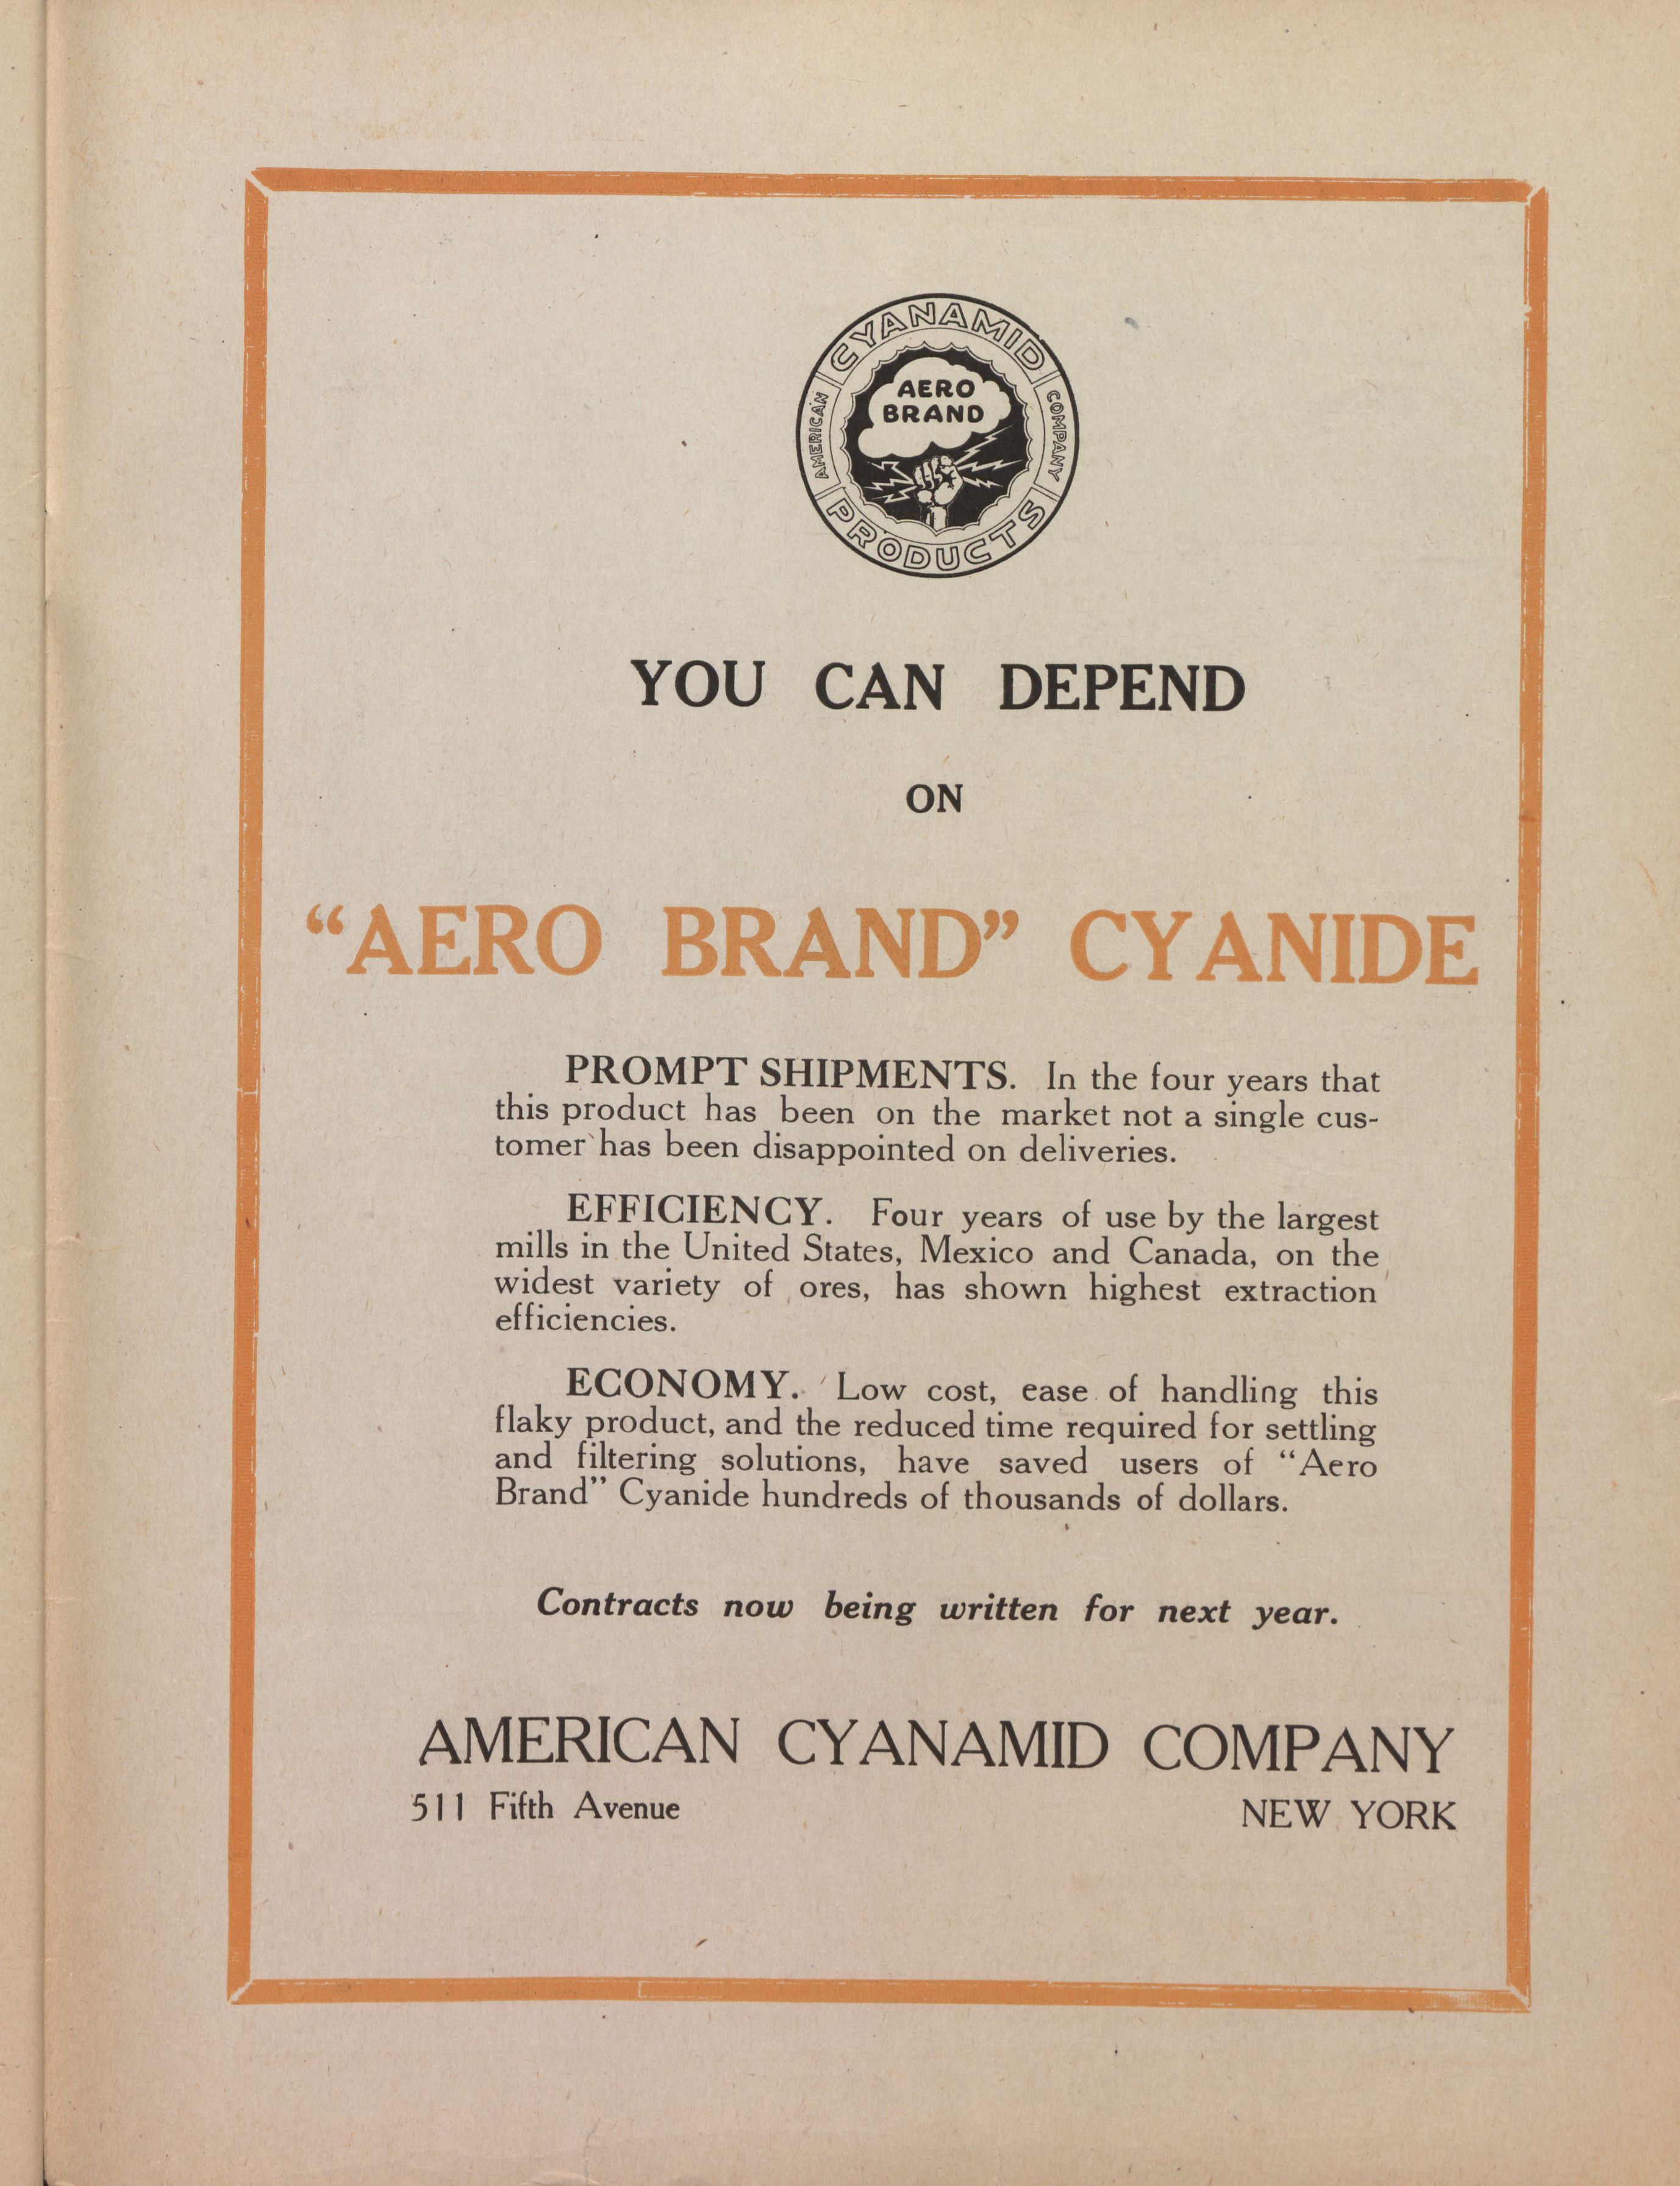 CYANAMID
AMERICAN
COMPANY
AERO
BRAND
PRODUCTS
YOU CAN DEPEND
ON
“AERO BRAND” CYANIDE
PROMPT SHIPMENTS. In the four years that
this product has been on the market not a single cus-
tomer has been disappointed on deliveries.
EFFICIENCY. Four years of use by the largest
mills in the United States, Mexico and Canada, on the
widest variety of ores, has shown highest extraction
efficiencies.
ECONOMY. Low cost, ease of handling this
flaky product, and the reduced time required for settling
and filtering solutions, have saved users of “Aero
Brand” Cyanide hundreds of thousands of dollars.
Contracts now being written for next year.
AMERICAN CYANAMID COMPANY
511 Fifth Avenue NEW YORK